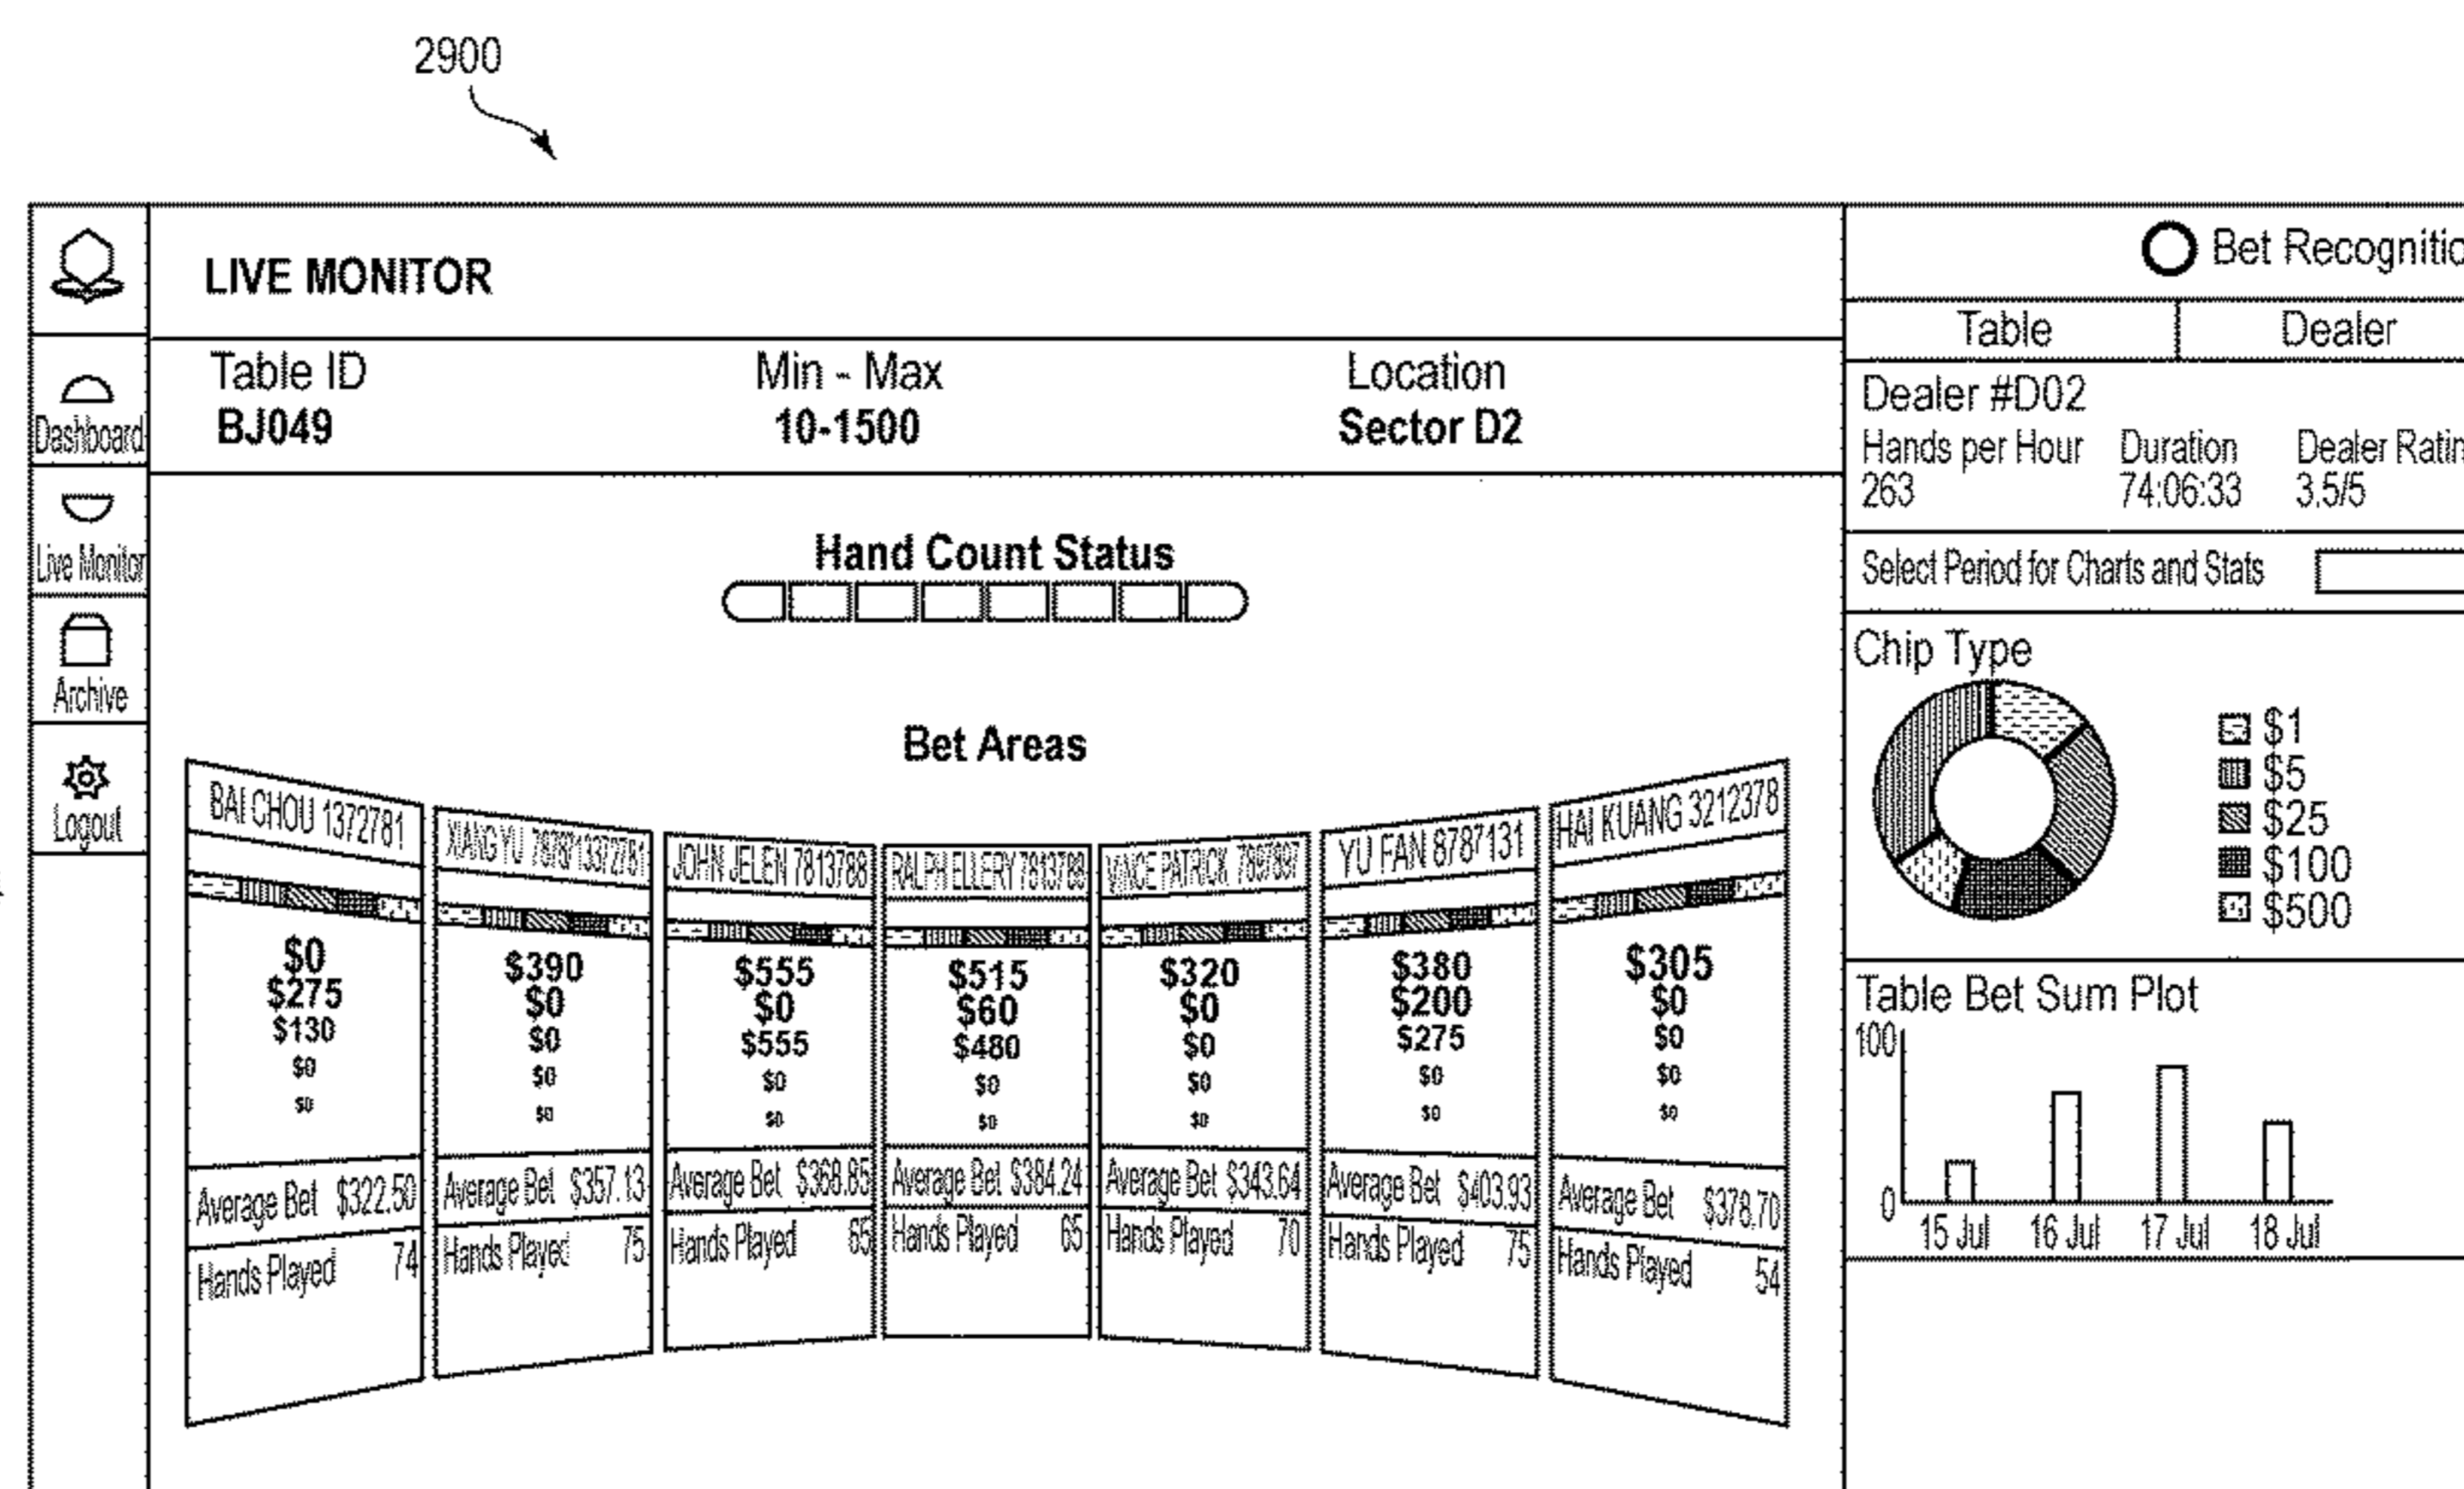 2900
LIVE MONITOR
Table ID
BJ049
Min - Max
10-1500
Location
Sector D2
Dashboard
Live Monitor
Archive
Logout
Hand Count Status
Bet Areas
BAI CHOU 1372781
$0
$275
$130
$0
$0
Average Bet $322.50
Hands Played 74
XIANG YU
$390
$0
$0
$0
$0
Average Bet $357.13
Hands Played 75
JOHN JELEN 7813788
$555
$0
$555
$0
$0
Average Bet $368.85
Hands Played 65
RALPH ELLERY 7813788
$515
$60
$480
$0
$0
Average Bet $384.24
Hands Played 65
VINCE PATRICK 7897897
$320
$0
$0
$0
$0
Average Bet $343.64
Hands Played 70
YU FAN 8787131
$380
$200
$275
$0
$0
Average Bet $403.93
Hands Played 75
HAI KUANG 3212378
$305
$0
$0
$0
$0
Average Bet $378.70
Hands Played 54
Bet Recognitio
Table Dealer
Dealer #D02
Hands per Hour Duration Dealer Ratin
263 74:06:33 3.5/5
Select Period for Charts and Stats
Chip Type
$1
$5
$25
$100
$500
Table Bet Sum Plot
100
0
15 Jul 16 Jul 17 Jul 18 Jul